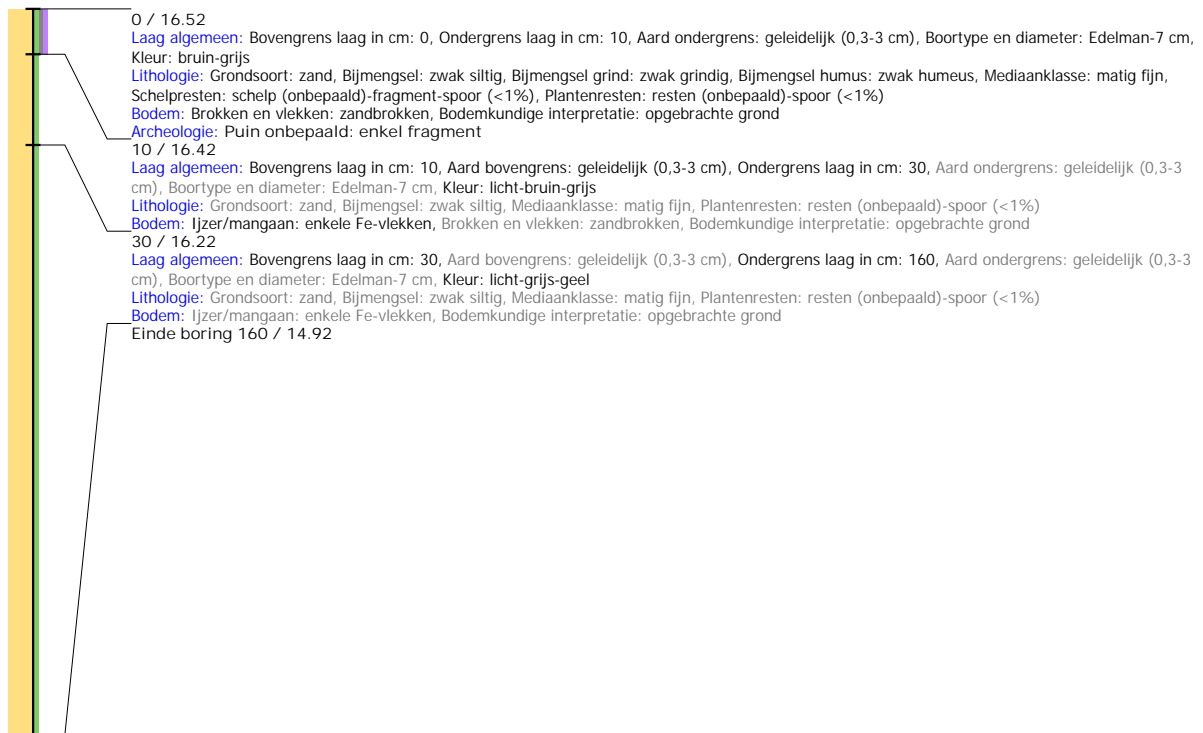 0 / 16.52
Laag algemeen: Bovengrens laag in cm: 0, Ondergrens laag in cm: 10, Aard ondergrens: geleidelijk (0,3-3 cm), Boortype en diameter: Edelman-7 cm,
Kleur: bruin-grijs
Lithologie: Grondsoort: zand, Bijmengsel: zwak siltig, Bijmengsel grind: zwak grindig, Bijmengsel humus: zwak humeus, Mediaanklasse: matig fijn,
Schelpresten: schelp (onbepaald)-fragment-spoor (<1%), Plantenresten: resten (onbepaald)-spoor (<1%)
Bodem: Brokken en vlekken: zandbrokken, Bodemkundige interpretatie: opgebrachte grond
Archeologie: Puin onbepaald: enkel fragment
10 / 16.42
Laag algemeen: Bovengrens laag in cm: 10, Aard bovengrens: geleidelijk (0,3-3 cm), Ondergrens laag in cm: 30, Aard ondergrens: geleidelijk (0,3-3
cm), Boortype en diameter: Edelman-7 cm, Kleur: licht-bruin-grijs
Lithologie: Grondsoort: zand, Bijmengsel: zwak siltig, Mediaanklasse: matig fijn, Plantenresten: resten (onbepaald)-spoor (<1%)
Bodem: Ijzer/mangaan: enkele Fe-vlekken, Brokken en vlekken: zandbrokken, Bodemkundige interpretatie: opgebrachte grond
30 / 16.22
Laag algemeen: Bovengrens laag in cm: 30, Aard bovengrens: geleidelijk (0,3-3 cm), Ondergrens laag in cm: 160, Aard ondergrens: geleidelijk (0,3-3
cm), Boortype en diameter: Edelman-7 cm, Kleur: licht-grijs-geel
Lithologie: Grondsoort: zand, Bijmengsel: zwak siltig, Mediaanklasse: matig fijn, Plantenresten: resten (onbepaald)-spoor (<1%)
Bodem: Ijzer/mangaan: enkele Fe-vlekken, Bodemkundige interpretatie: opgebrachte grond
Einde boring 160 / 14.92